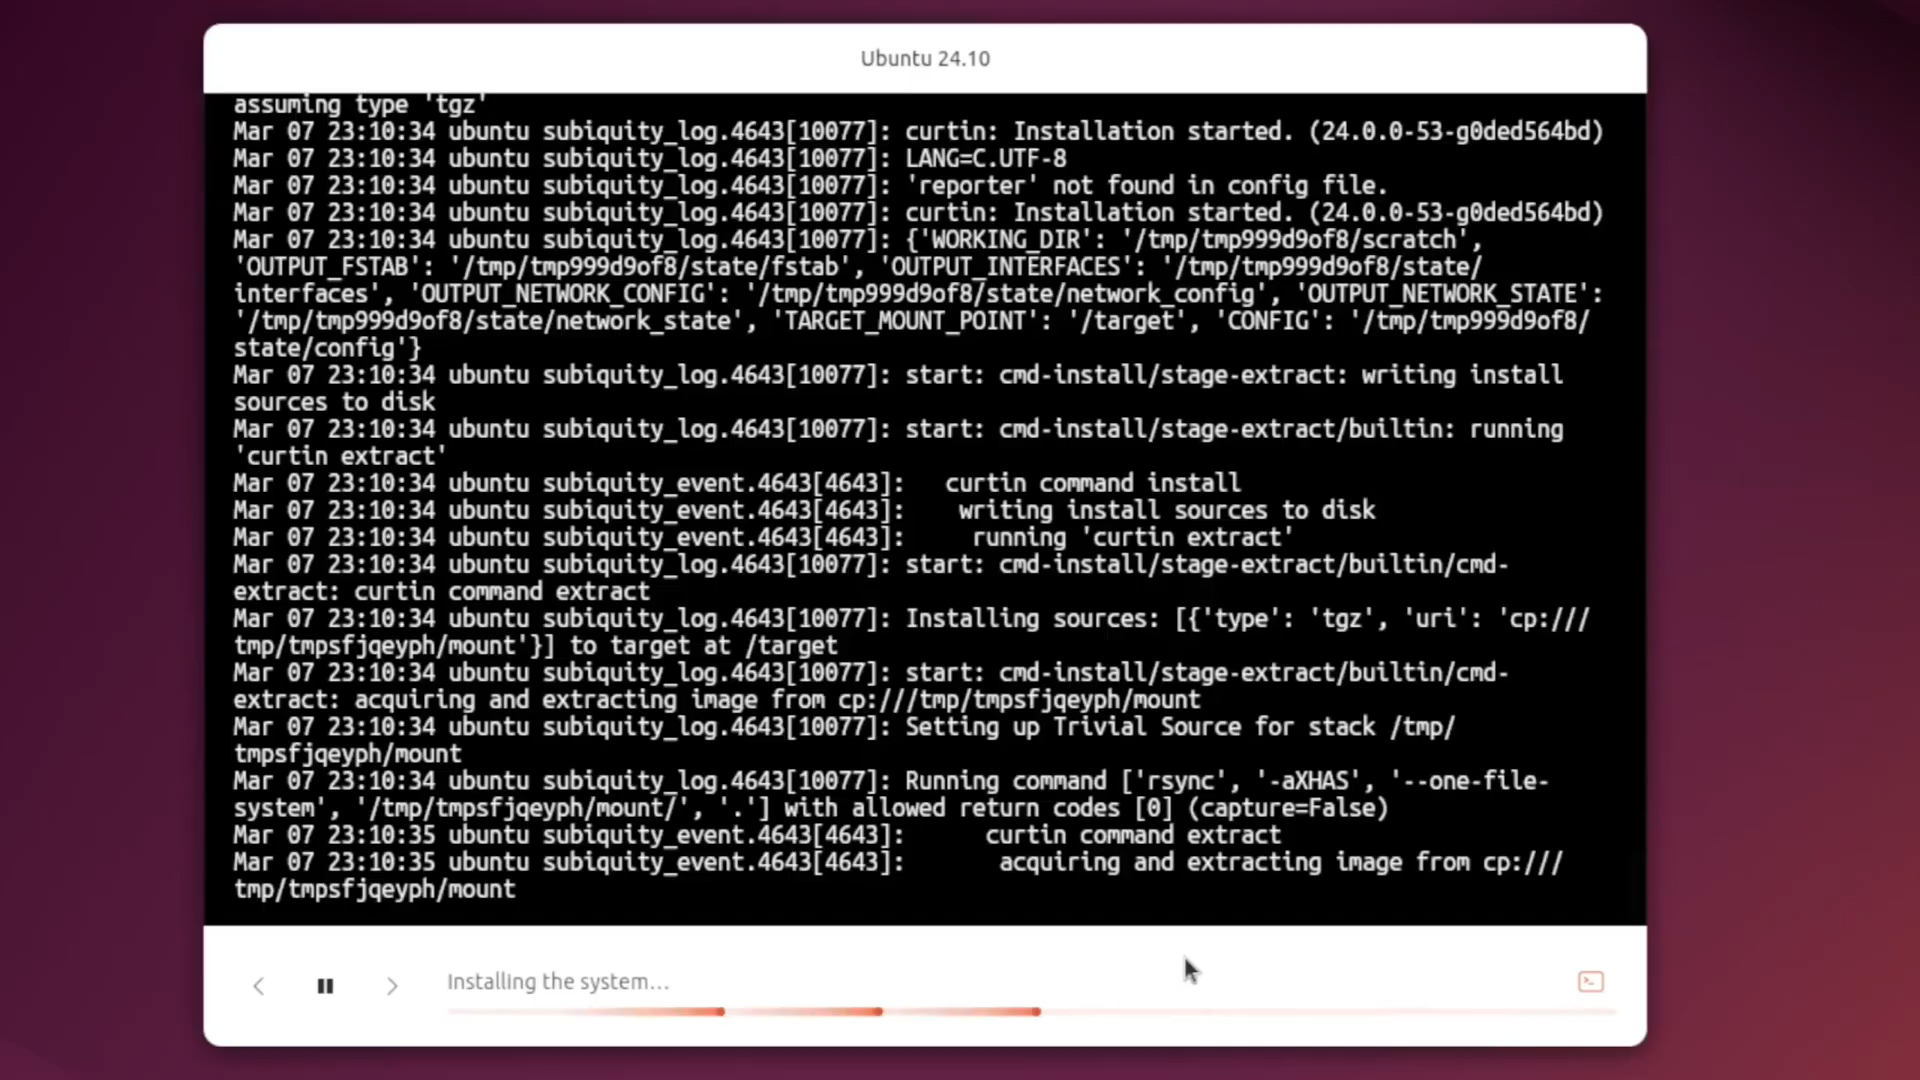 Ubuntu 24.10
assuming type 'tgz'
Mar 07 23:10:34 ubuntu subiquity_log.4643[10077]: curtin: Installation started. (24.0.0-53-g0ded564bd)
Mar 07 23:10:34 ubuntu subiquity_log.4643[10077]: LANG=C.UTF-8
Mar 07 23:10:34 ubuntu subiquity_log.4643[10077]: 'reporter' not found in config file.
Mar 07 23:10:34 ubuntu subiquity_log.4643[10077]: curtin: Installation started. (24.0.0-53-g0ded564bd)
Mar 07 23:10:34 ubuntu subiquity_log.4643[10077]: {'WORKING_DIR': '/tmp/tmp999d9of8/scratch',
'OUTPUT_FSTAB': '/tmp/tmp999d9of8/state/fstab', 'OUTPUT_INTERFACES': '/tmp/tmp999d9of8/state/
interfaces', 'OUTPUT_NETWORK_CONFIG': '/tmp/tmp999d9of8/state/network_config', 'OUTPUT_NETWORK_STATE':
'/tmp/tmp999d9of8/state/network_state', 'TARGET_MOUNT_POINT': '/target', 'CONFIG': '/tmp/tmp999d9of8/
state/config'}
Mar 07 23:10:34 ubuntu subiquity_log.4643[10077]: start: cmd-install/stage-extract: writing install
sources to disk
Mar 07 23:10:34 ubuntu subiquity_log.4643[10077]: start: cmd-install/stage-extract/builtin: running
'curtin extract'
Mar 07 23:10:34 ubuntu subiquity_event.4643[4643]:   curtin command install
Mar 07 23:10:34 ubuntu subiquity_event.4643[4643]:    writing install sources to disk
Mar 07 23:10:34 ubuntu subiquity_event.4643[4643]:     running 'curtin extract'
Mar 07 23:10:34 ubuntu subiquity_log.4643[10077]: start: cmd-install/stage-extract/builtin/cmd-
extract: curtin command extract
Mar 07 23:10:34 ubuntu subiquity_log.4643[10077]: Installing sources: [{'type': 'tgz', 'uri': 'cp:///
tmp/tmpsfjqeyph/mount'}] to target at /target
Mar 07 23:10:34 ubuntu subiquity_log.4643[10077]: start: cmd-install/stage-extract/builtin/cmd-
extract: acquiring and extracting image from cp:///tmp/tmpsfjqeyph/mount
Mar 07 23:10:34 ubuntu subiquity_log.4643[10077]: Setting up Trivial Source for stack /tmp/
tmpsfjqeyph/mount
Mar 07 23:10:34 ubuntu subiquity_log.4643[10077]: Running command ['rsync', '-aXHAS', '--one-file-
system', '/tmp/tmpsfjqeyph/mount/', '.'] with allowed return codes [0] (capture=False)
Mar 07 23:10:35 ubuntu subiquity_event.4643[4643]:      curtin command extract
Mar 07 23:10:35 ubuntu subiquity_event.4643[4643]:       acquiring and extracting image from cp:///
tmp/tmpsfjqeyph/mount
Installing the system...